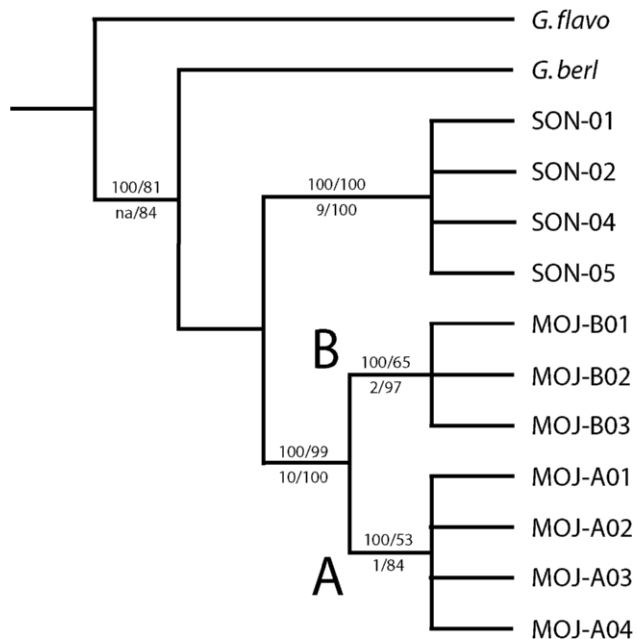 G. flavo
G. berl
SON-01
100/81
na/84
100/100
9/100
SON-02
SON-04
SON-05
MOJ-B01
B
100/65
2/97
MOJ-B02
MOJ-B03
100/99
10/100
MOJ-A01
MOJ-A02
100/53
1/84
A
MOJ-A03
MOJ-A04